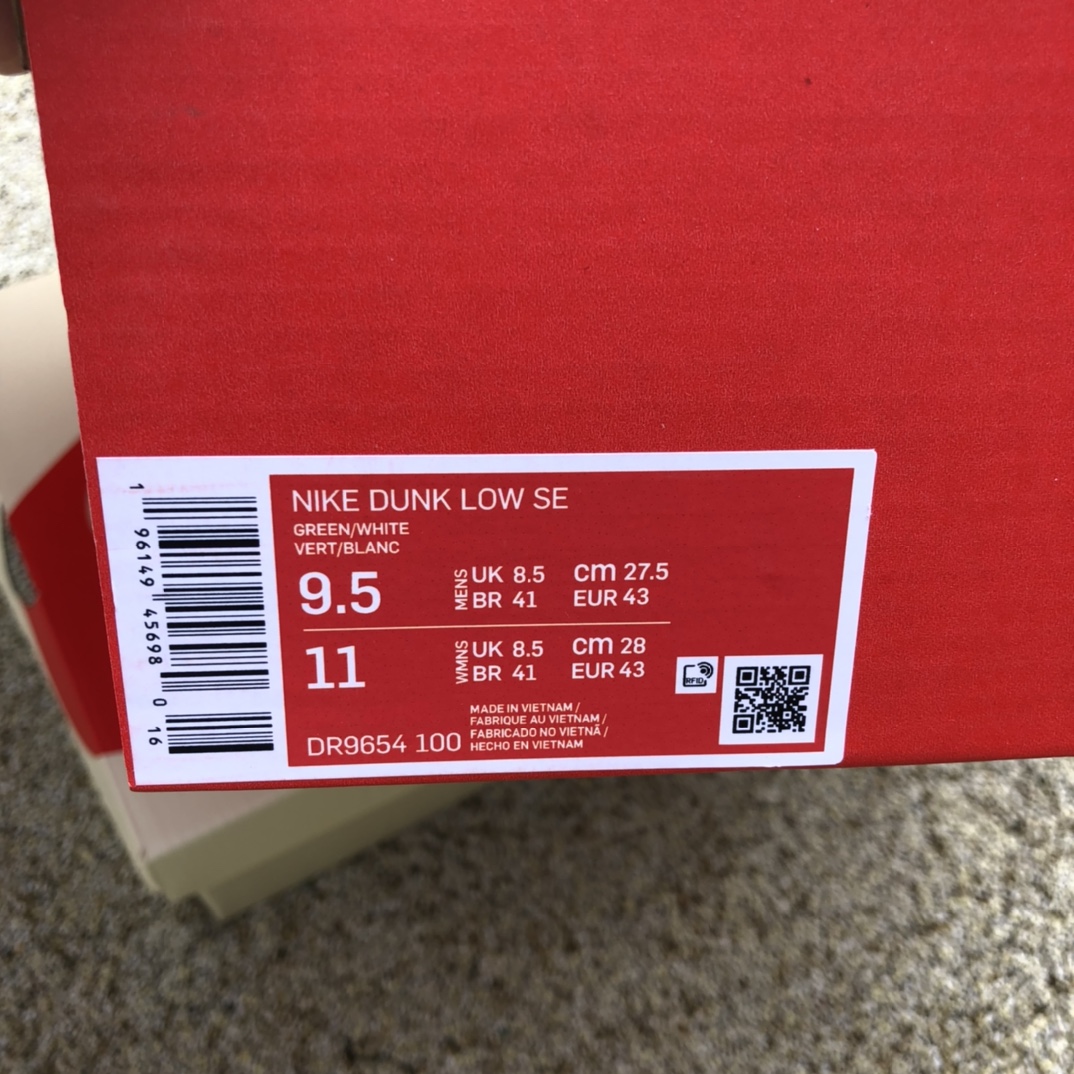 NIKE DUNK LOW SE
GREEN/WHITE
VERT/BLANC
9.5 MENS UK 8.5 cm 27.5
BR 41 EUR 43
11 WMNS UK 8.5 cm 28
BR 41 EUR 43
RFID
MADE IN VIETNAM /
FABRIQUE AU VIETNAM /
FABRICADO NO VIETNÃ /
HECHO EN VIETNAM
DR9654 100
1 96149 45698 0 16